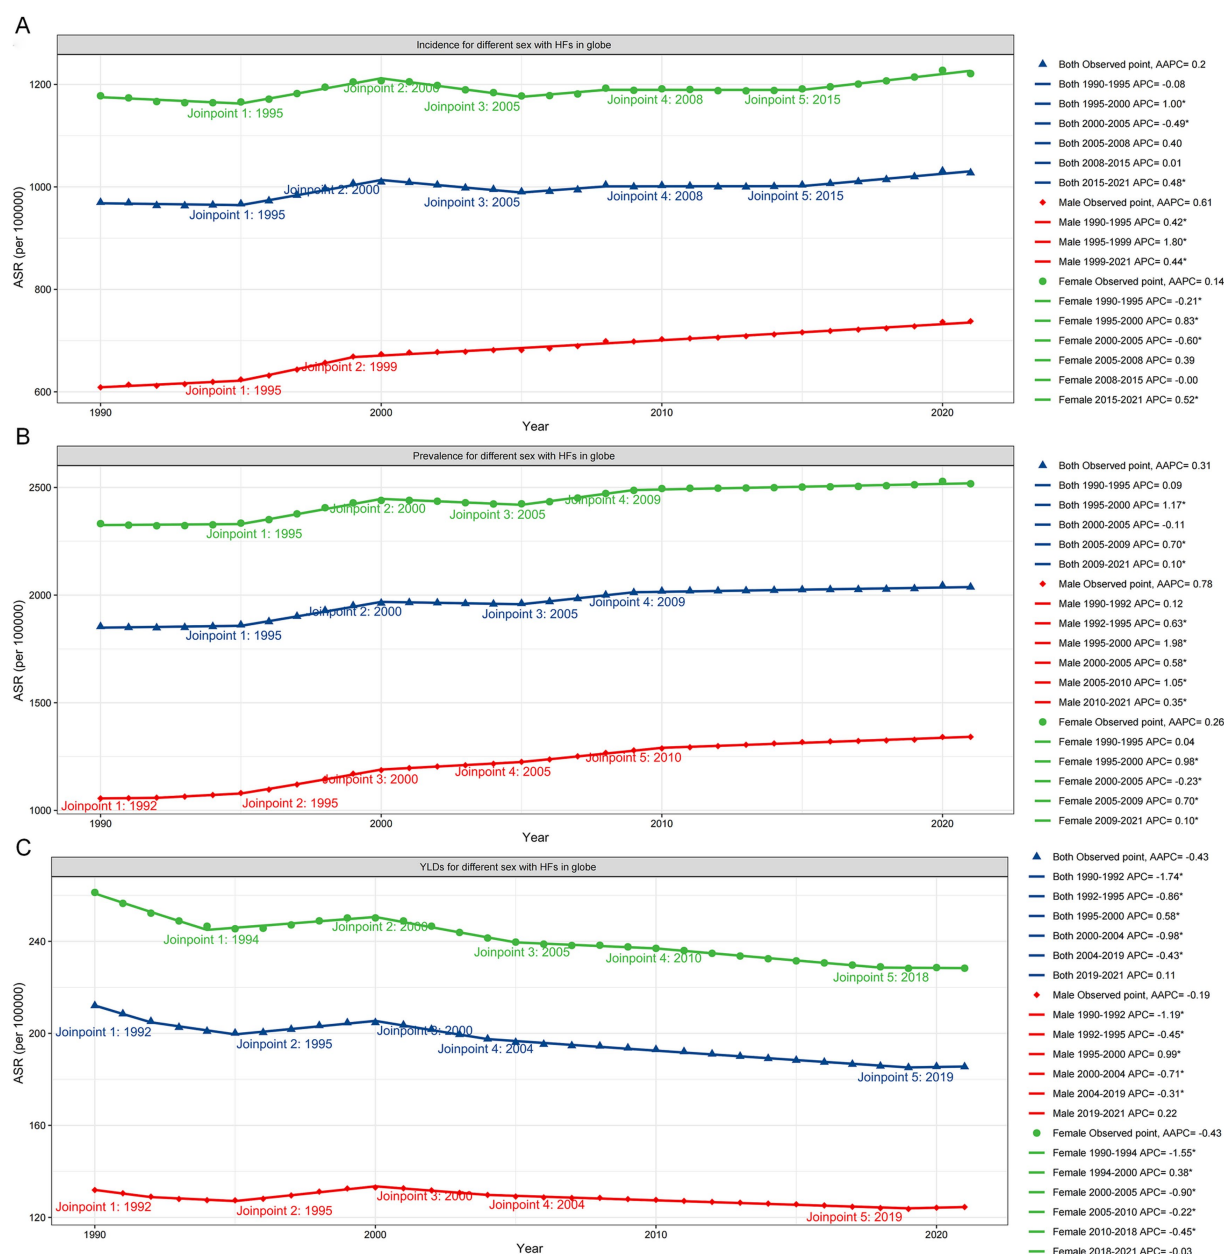 A
Incidence for different sex with HFs in globe
1200
1000
800
600
ASR (per 100000)
Joinpoint 1: 1995
Joinpoint 2: 2000
Joinpoint 3: 2005
Joinpoint 4: 2008
Joinpoint 5: 2015
Joinpoint 1: 1995
Joinpoint 2: 2000
Joinpoint 3: 2005
Joinpoint 4: 2008
Joinpoint 5: 2015
Joinpoint 1: 1995
Joinpoint 2: 1999
1990
2000
2010
2020
Year
Both Observed point, AAPC= 0.2
Both 1990-1995 APC= -0.08
Both 1995-2000 APC= 1.00*
Both 2000-2005 APC= -0.49*
Both 2005-2008 APC= 0.40
Both 2008-2015 APC= 0.01
Both 2015-2021 APC= 0.48*
Male Observed point, AAPC= 0.61
Male 1990-1995 APC= 0.42*
Male 1995-1999 APC= 1.80*
Male 1999-2021 APC= 0.44*
Female Observed point, AAPC= 0.14
Female 1990-1995 APC= -0.21*
Female 1995-2000 APC= 0.83*
Female 2000-2005 APC= -0.60*
Female 2005-2008 APC= 0.39
Female 2008-2015 APC= -0.00
Female 2015-2021 APC= 0.52*
B
Prevalence for different sex with HFs in globe
2500
2000
1500
1000
ASR (per 100000)
Joinpoint 1: 1995
Joinpoint 2: 2000
Joinpoint 3: 2005
Joinpoint 4: 2009
Joinpoint 1: 1995
Joinpoint 2: 2000
Joinpoint 3: 2005
Joinpoint 4: 2009
Joinpoint 1: 1992
Joinpoint 2: 1995
Joinpoint 3: 2000
Joinpoint 4: 2005
Joinpoint 5: 2010
1990
2000
2010
2020
Year
Both Observed point, AAPC= 0.31
Both 1990-1995 APC= 0.09
Both 1995-2000 APC= 1.17*
Both 2000-2005 APC= -0.11
Both 2005-2009 APC= 0.70*
Both 2009-2021 APC= 0.10*
Male Observed point, AAPC= 0.78
Male 1990-1992 APC= 0.12
Male 1992-1995 APC= 0.63*
Male 1995-2000 APC= 1.98*
Male 2000-2005 APC= 0.58*
Male 2005-2010 APC= 1.05*
Male 2010-2021 APC= 0.35*
Female Observed point, AAPC= 0.26
Female 1990-1995 APC= 0.04
Female 1995-2000 APC= 0.98*
Female 2000-2005 APC= -0.23*
Female 2005-2009 APC= 0.70*
Female 2009-2021 APC= 0.10*
C
YLDs for different sex with HFs in globe
240
200
160
120
ASR (per 100000)
Joinpoint 1: 1994
Joinpoint 2: 2000
Joinpoint 3: 2005
Joinpoint 4: 2010
Joinpoint 5: 2018
Joinpoint 1: 1992
Joinpoint 2: 1995
Joinpoint 3: 2000
Joinpoint 4: 2004
Joinpoint 5: 2019
Joinpoint 1: 1992
Joinpoint 2: 1995
Joinpoint 3: 2000
Joinpoint 4: 2004
Joinpoint 5: 2019
1990
2000
2010
2020
Year
Both Observed point, AAPC= -0.43
Both 1990-1992 APC= -1.74*
Both 1992-1995 APC= -0.86*
Both 1995-2000 APC= 0.58*
Both 2000-2004 APC= -0.98*
Both 2004-2019 APC= -0.43*
Both 2019-2021 APC= 0.11
Male Observed point, AAPC= -0.19
Male 1990-1992 APC= -1.19*
Male 1992-1995 APC= -0.45*
Male 1995-2000 APC= 0.99*
Male 2000-2004 APC= -0.71*
Male 2004-2019 APC= -0.31*
Male 2019-2021 APC= 0.22
Female Observed point, AAPC= -0.43
Female 1990-1994 APC= -1.55*
Female 1994-2000 APC= 0.38*
Female 2000-2005 APC= -0.90*
Female 2005-2010 APC= -0.22*
Female 2010-2018 APC= -0.45*
Female 2018-2021 APC= -0.03